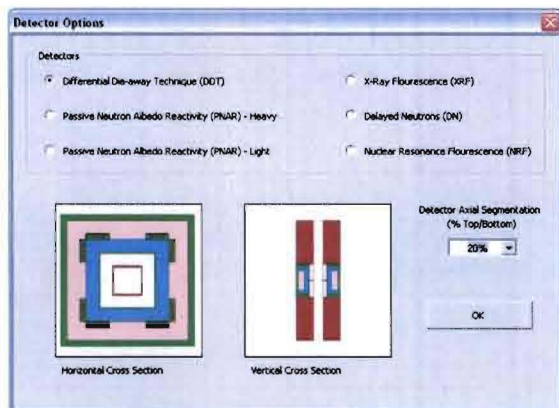 Detector Options
Detectors
Differential Die-away Technique (DDT)
X-Ray Flourescence (XRF)
Passive Neutron Albedo Reactivity (PNAR) - Heavy
Delayed Neutrons (DN)
Passive Neutron Albedo Reactivity (PNAR) - Light
Nuclear Resonance Flourescence (NRF)
Detector Axial Segmentation
(% Top/Bottom)
20%
OK
Horizontal Cross Section
Vertical Cross Section